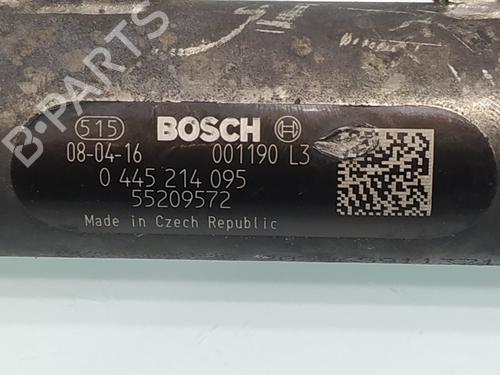 B-PARTS
515 BOSCH
08-04-16 001190 L3
0 445 214 095
55209572
Made in Czech Republic